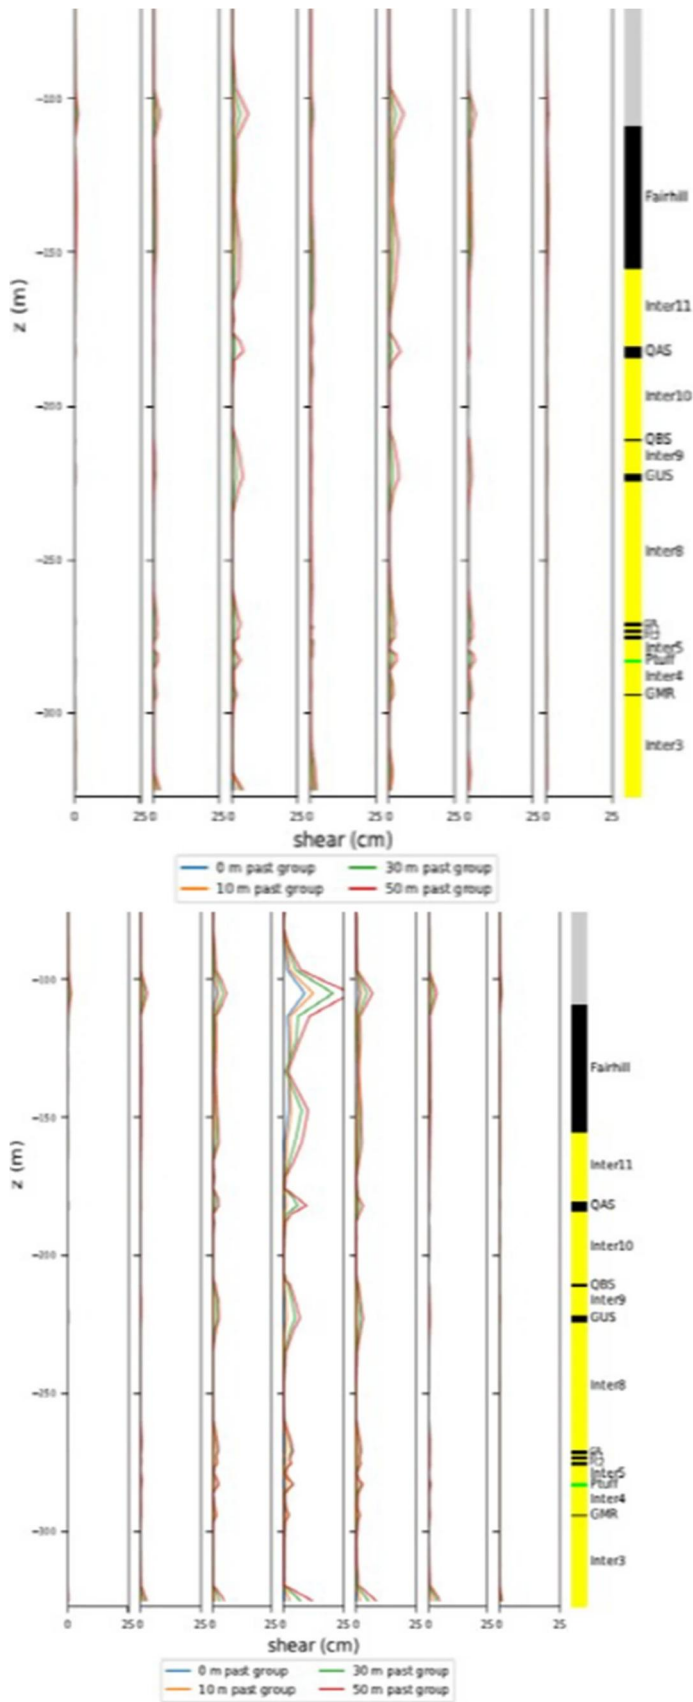 z (m)
−100
−150
−200
−250
−300
Fairhill
Inter11
QAS
Inter10
QBS
Inter9
GUS
Inter8
Inter5
Ptuff
Inter4
GMR
Inter3
0 25 0 25 0 25 0 25 0 25 0 25 0 25
shear (cm)
0 m past group 30 m past group
10 m past group 50 m past group
z (m)
−100
−150
−200
−250
−300
Fairhill
Inter11
QAS
Inter10
QBS
Inter9
GUS
Inter8
Inter5
Ptuff
Inter4
GMR
Inter3
0 25 0 25 0 25 0 25 0 25 0 25 0 25
shear (cm)
0 m past group 30 m past group
10 m past group 50 m past group